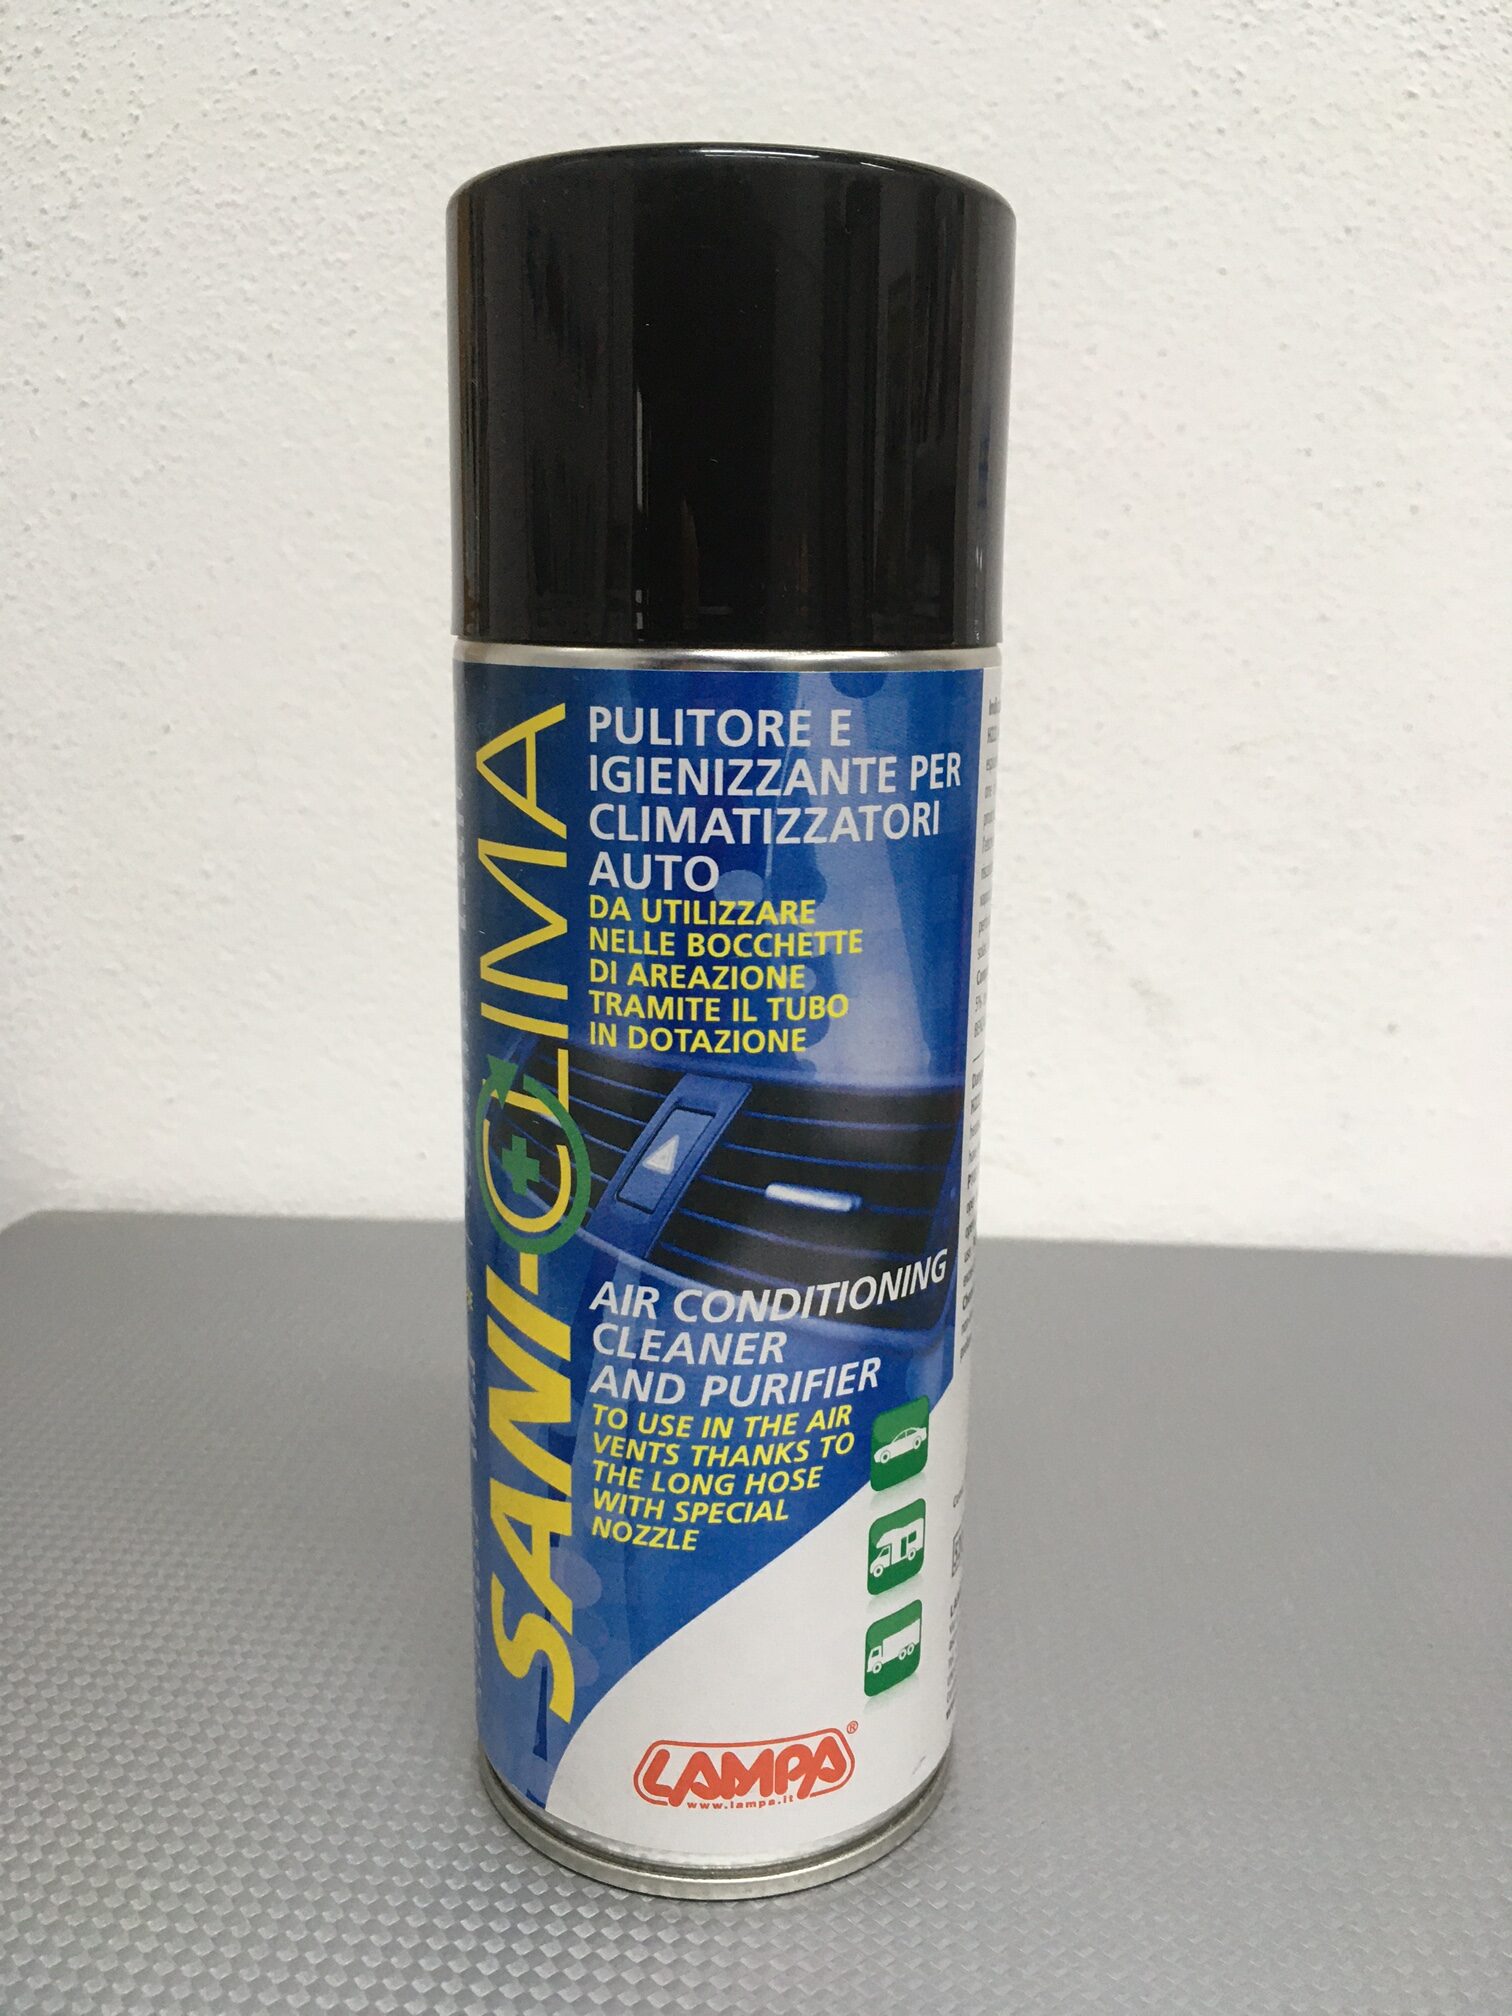 SANI-CLIMA
PULITORE E
IGIENIZZANTE PER
CLIMATIZZATORI
AUTO
DA UTILIZZARE
NELLE BOCCHETTE
DI AREAZIONE
TRAMITE IL TUBO
IN DOTAZIONE
AIR CONDITIONING
CLEANER
AND PURIFIER
TO USE IN THE AIR
VENTS THANKS TO
THE LONG HOSE
WITH SPECIAL
NOZZLE
LAMPA®
www.lampa.it